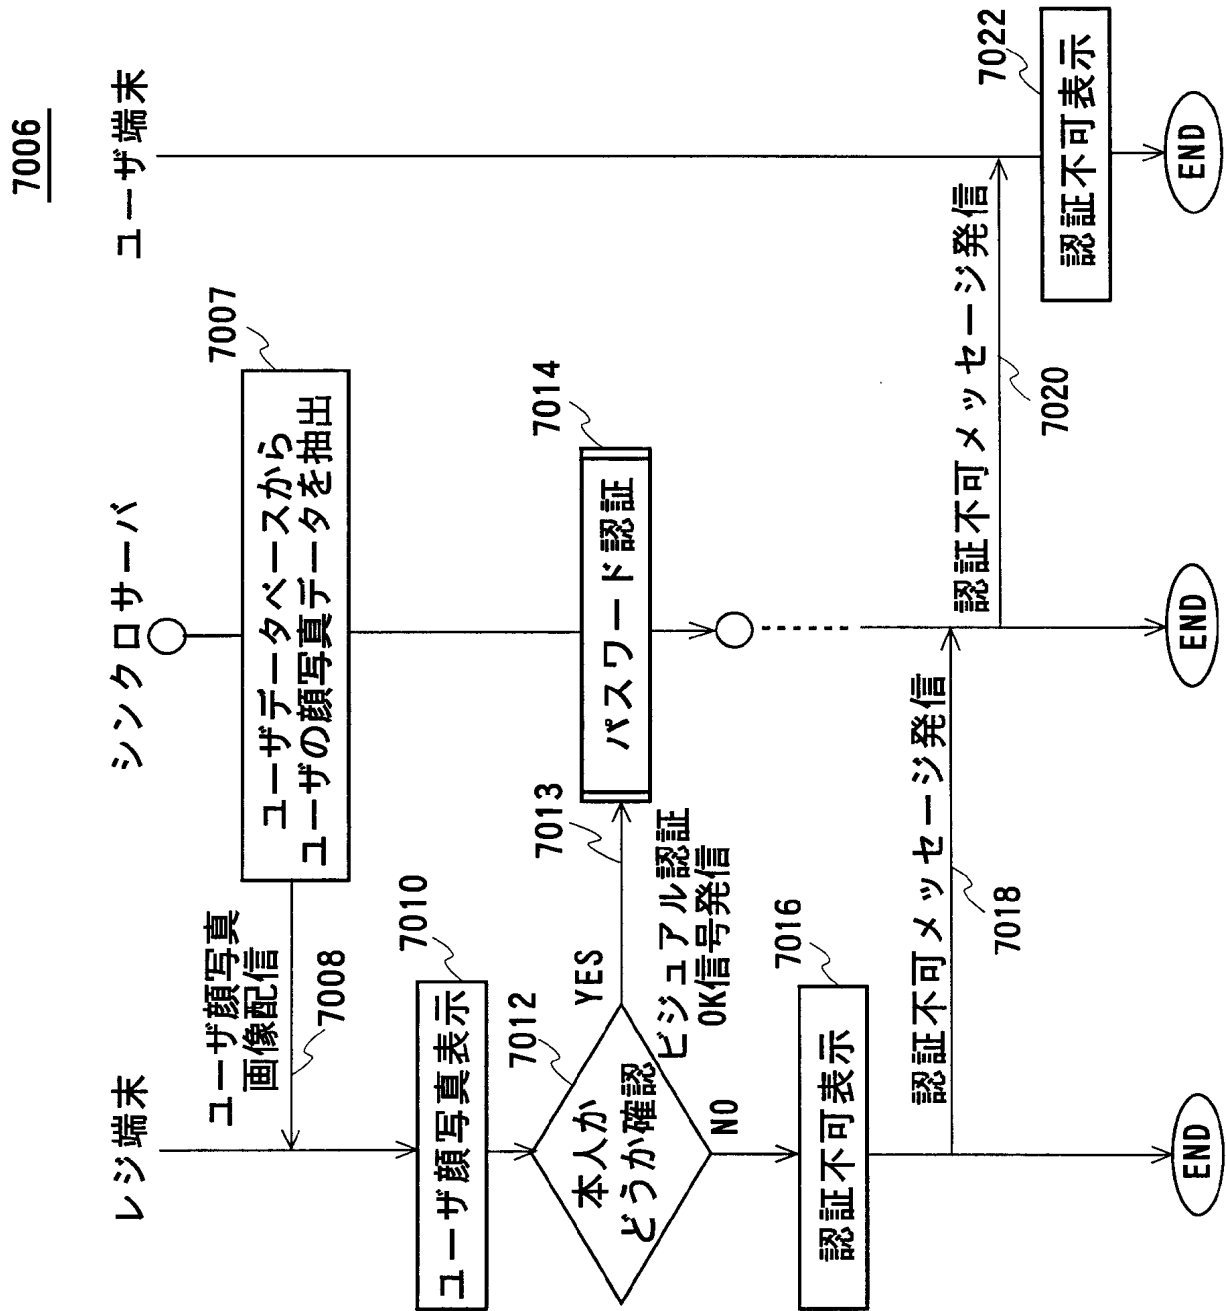 7006
レジ端末
シンクロサーバ
ユーザ端末
7007
ユーザデータベースから
ユーザの顔写真データを抽出
ユーザ顔写真
画像配信
7008
7010
ユーザ顔写真表示
7012
本人か
どうか確認
YES
7013
ビジュアル認証
OK信号発信
7014
パスワード認証
NO
7016
認証不可表示
認証不可メッセージ発信
7018
認証不可メッセージ発信
7020
7022
認証不可表示
END
END
END